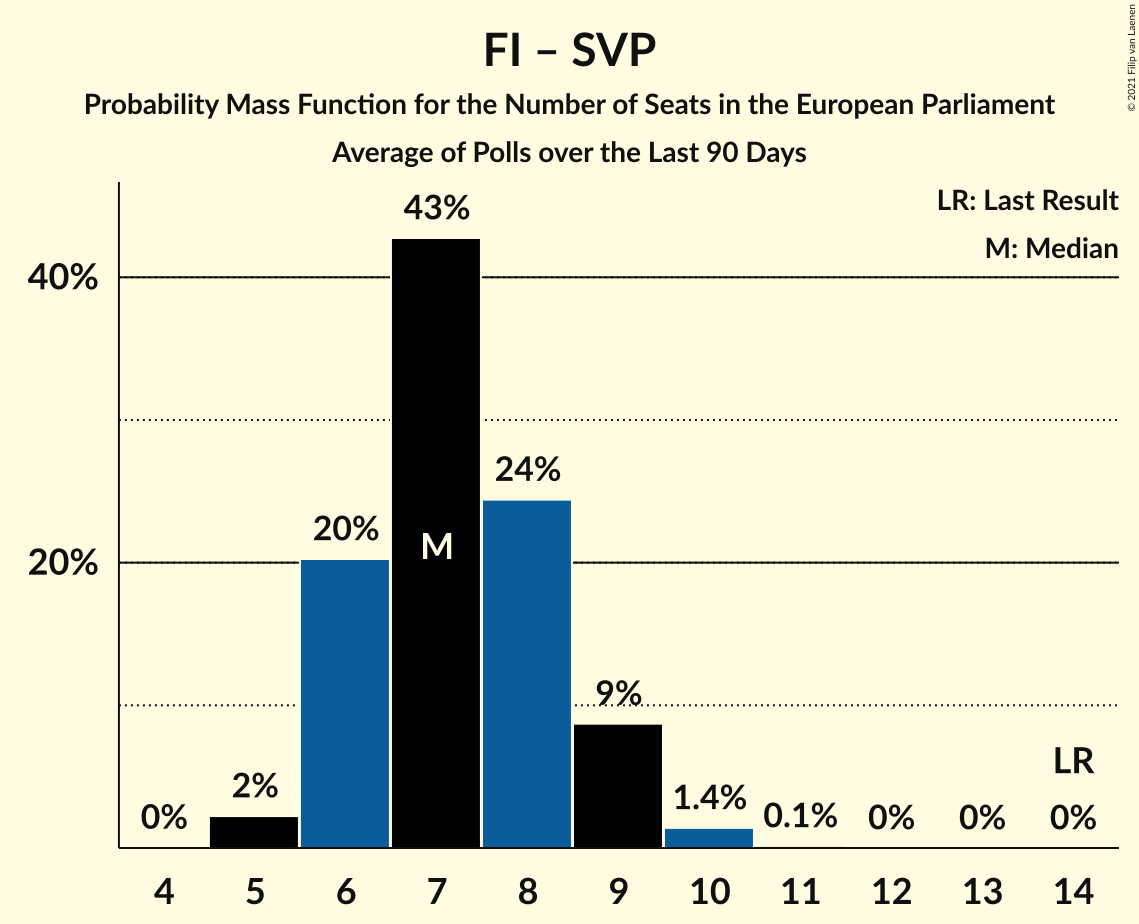 FI – SVP
Probability Mass Function for the Number of Seats in the European Parliament
Average of Polls over the Last 90 Days
© 2021 Filip van Laenen
LR: Last Result
M: Median
43%
40%
24%
20%
M
20%
9%
LR
2%
1.4%
0%
0.1%
0%
0%
0%
4 5 6 7 8 9 10 11 12 13 14